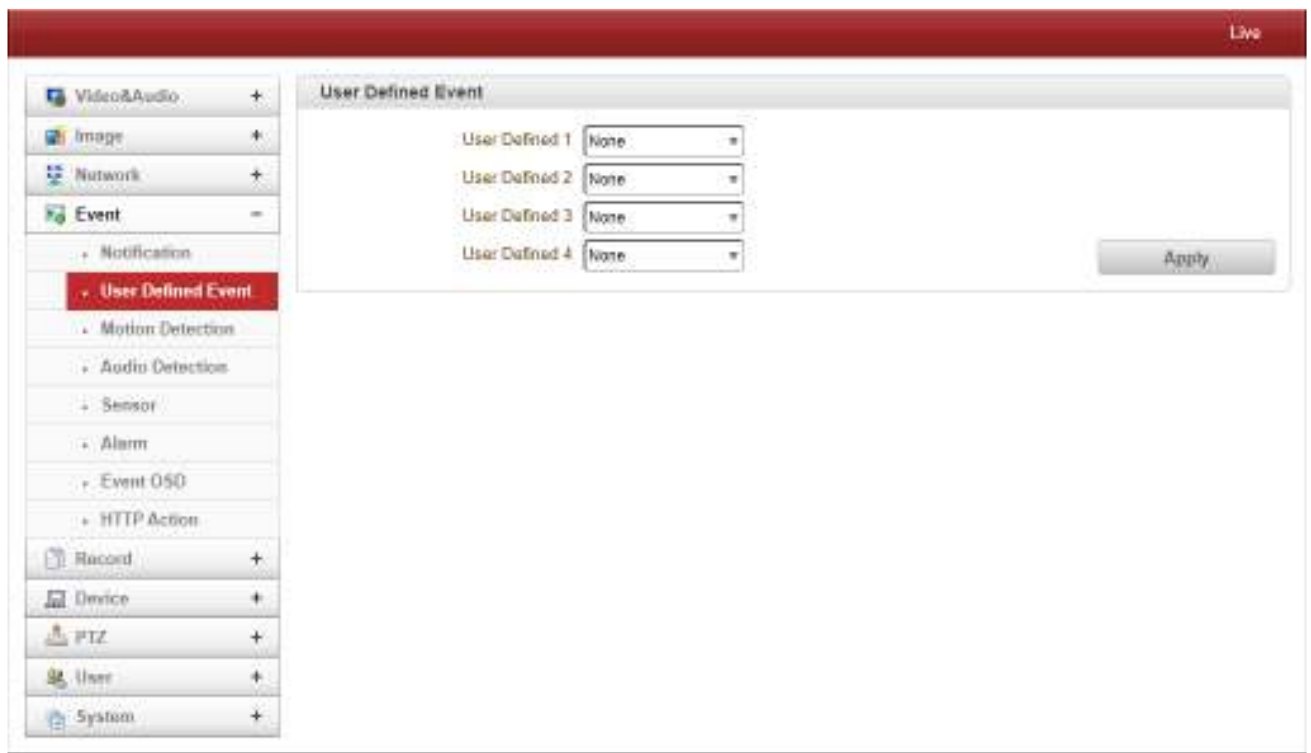 Live
Video&Audio +
Image +
Network +
Event -
Notification
User Defined Event
Motion Detection
Audio Detection
Sensor
Alarm
Event OSD
HTTP Action
Record +
Device +
PTZ +
User +
System +
User Defined Event
User Defined 1 None
User Defined 2 None
User Defined 3 None
User Defined 4 None
Apply